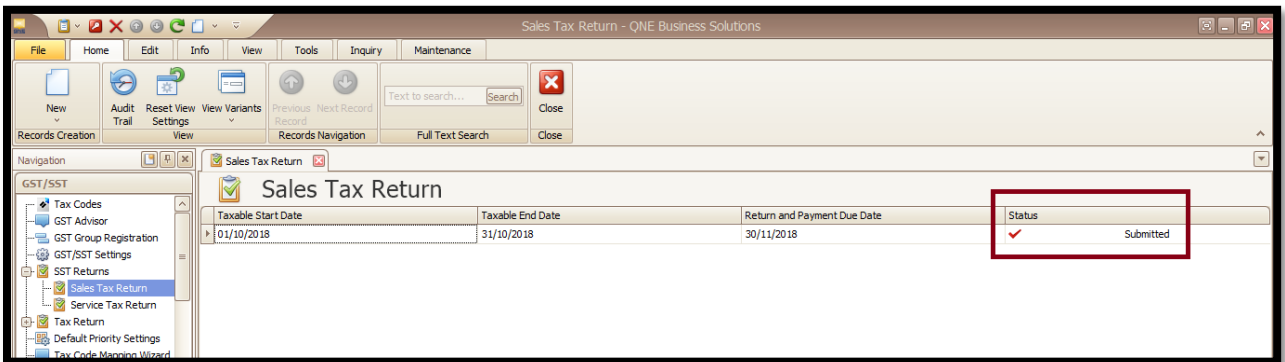 Sales Tax Return - QNE Business Solutions
File Home Edit Info View Tools Inquiry Maintenance
New Audit Trail Reset View Settings View Variants Previous Record Next Record Text to search... Search Close
Records Creation View Records Navigation Full Text Search Close
Navigation Sales Tax Return
GST/SST Sales Tax Return
Tax Codes
GST Advisor
GST Group Registration
GST/SST Settings
SST Returns
Sales Tax Return
Service Tax Return
Tax Return
Default Priority Settings
Tax Code Mapping Wizard
Taxable Start Date Taxable End Date Return and Payment Due Date Status
01/10/2018 31/10/2018 30/11/2018 Submitted